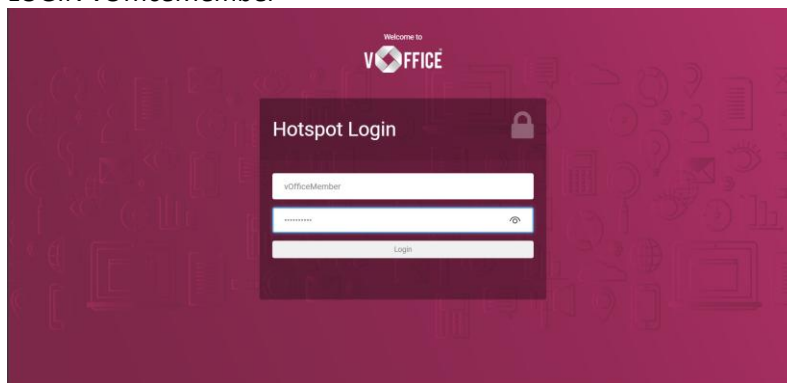 LOGIN vOfficeMember
Welcome to
VOFFICE
Hotspot Login
vOfficeMember
••••••••••
Login